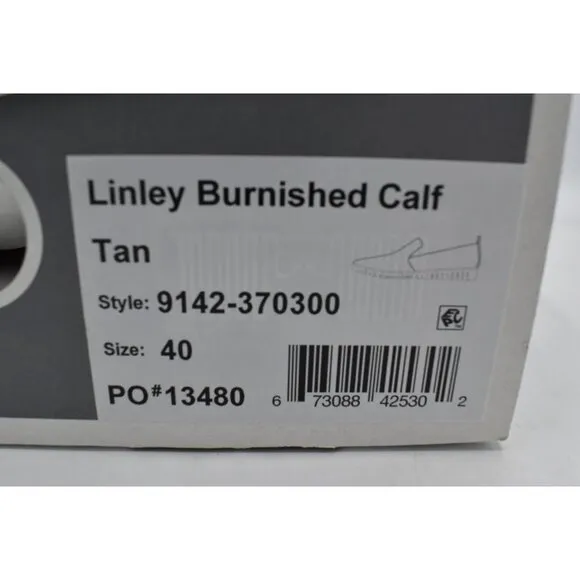 Linley Burnished Calf
Tan
Style: 9142-370300
Size: 40
PO#13480
6 73088 42530 2